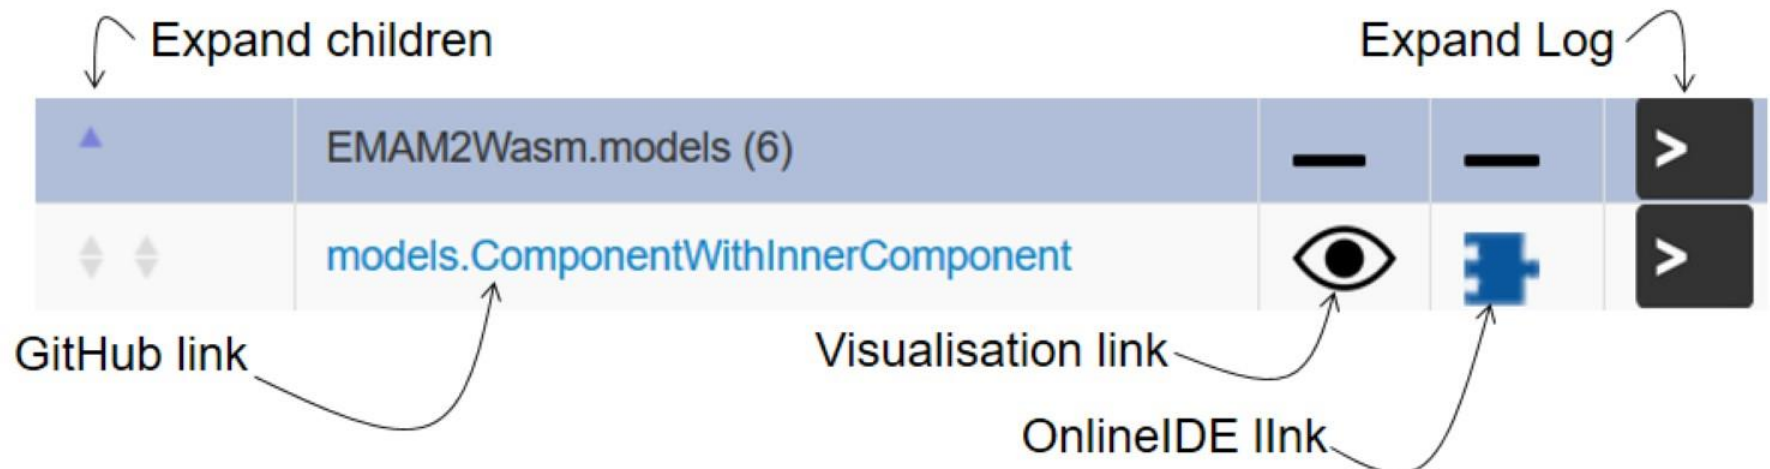 Expand children
Expand Log
EMAM2Wasm.models (6)
>
models.ComponentWithInnerComponent
>
GitHub link
Visualisation link
OnlineIDE lInk